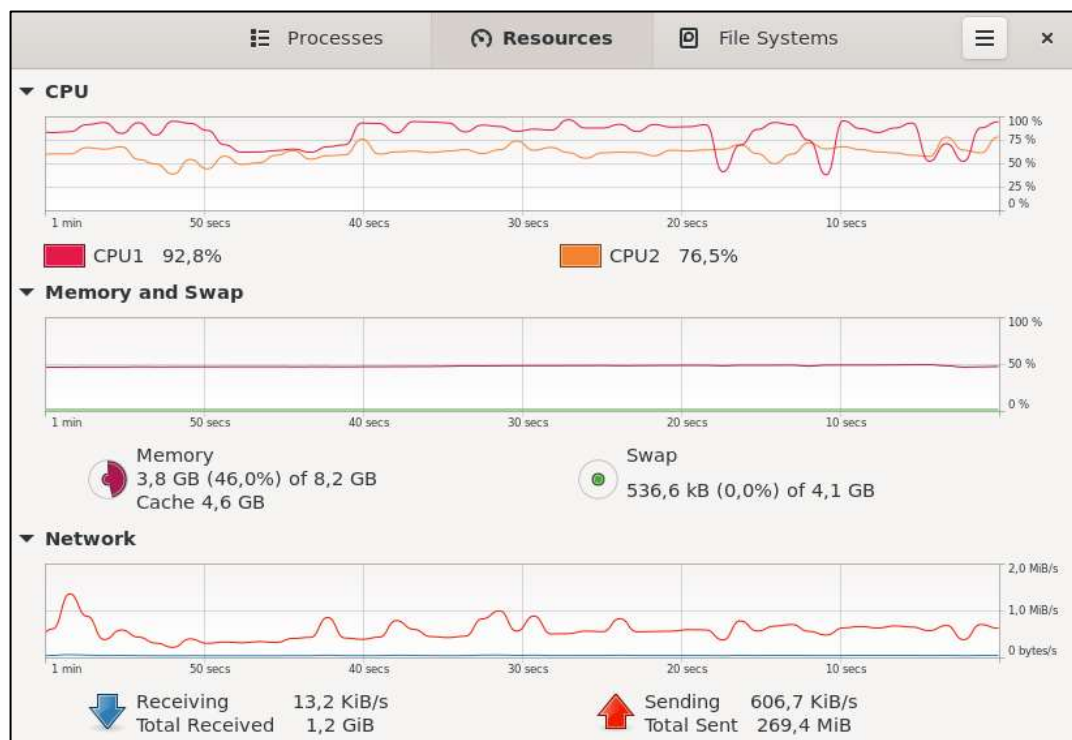 Processes Resources File Systems
CPU
100 %
75 %
50 %
25 %
0 %
1 min 50 secs 40 secs 30 secs 20 secs 10 secs
CPU1 92,8% CPU2 76,5%
Memory and Swap
100 %
50 %
0 %
1 min 50 secs 40 secs 30 secs 20 secs 10 secs
Memory Swap
3,8 GB (46,0%) of 8,2 GB 536,6 kB (0,0%) of 4,1 GB
Cache 4,6 GB
Network
2,0 MiB/s
1,0 MiB/s
0 bytes/s
1 min 50 secs 40 secs 30 secs 20 secs 10 secs
Receiving 13,2 KiB/s Sending 606,7 KiB/s
Total Received 1,2 GiB Total Sent 269,4 MiB